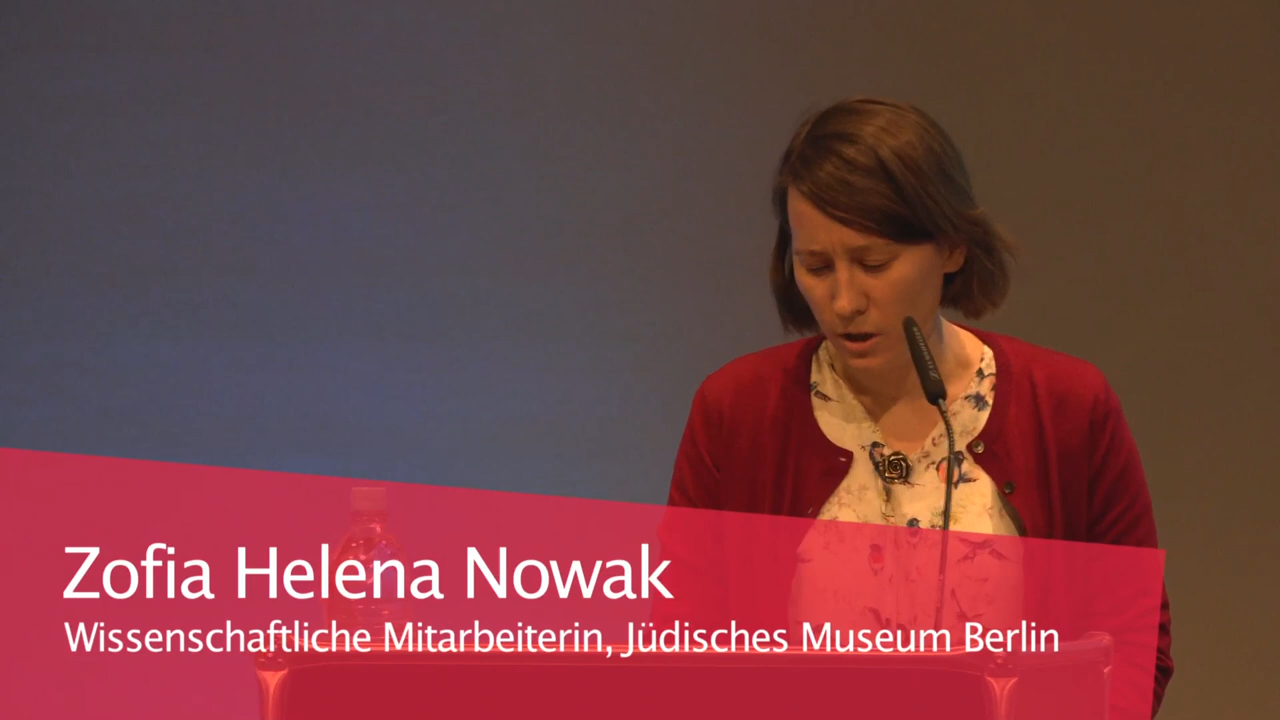 Zofia Helena Nowak
Wissenschaftliche Mitarbeiterin, Jüdisches Museum Berlin